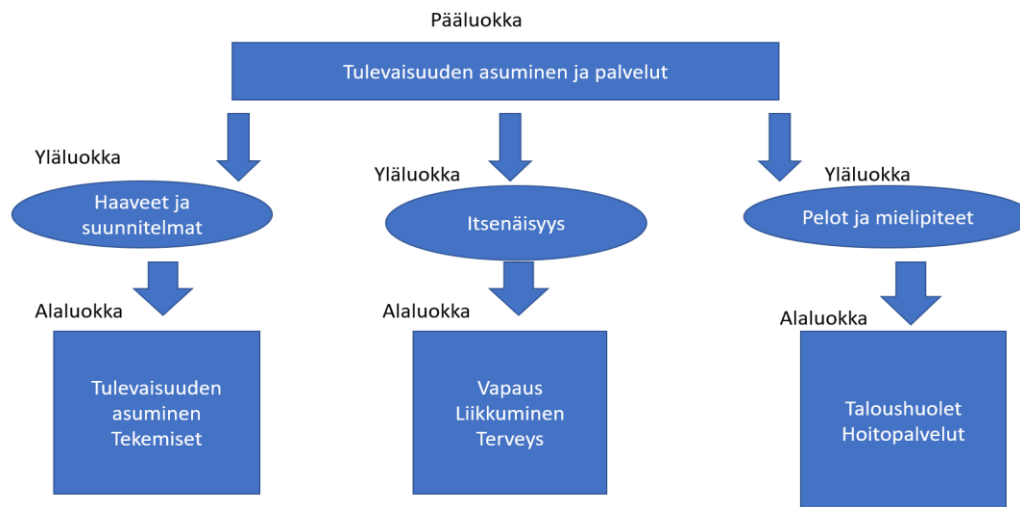 Pääluokka
Tulevaisuuden asuminen ja palvelut
Yläluokka
Haaveet ja
suunnitelmat
Alaluokka
Tulevaisuuden
asuminen
Tekemiset
Yläluokka
Itsenäisyys
Alaluokka
Vapaus
Liikkuminen
Terveys
Yläluokka
Pelot ja mielipiteet
Alaluokka
Taloushuolet
Hoitopalvelut